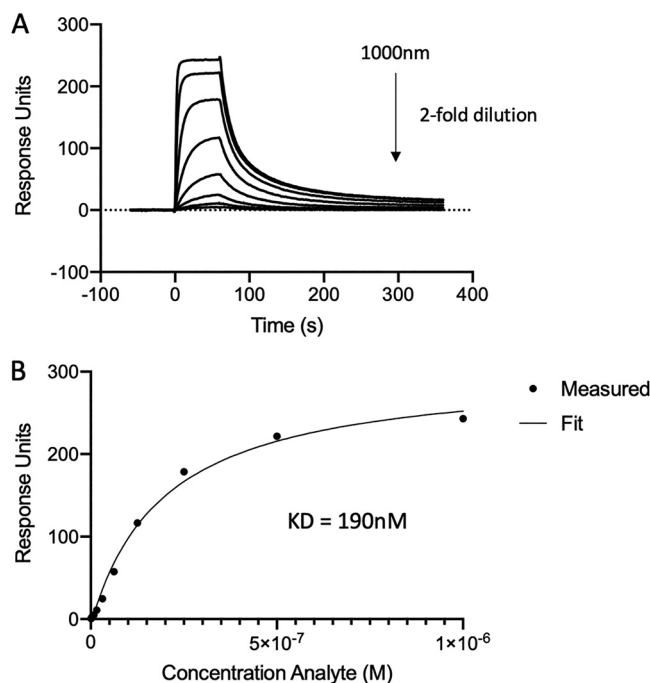 A
300
200
100
0
-100
-100 0 100 200 300 400
Response Units
Time (s)
1000nm
2-fold dilution
B
300
200
100
0
0 5×10-7 1×10-6
Response Units
Concentration Analyte (M)
KD = 190nM
Measured
Fit